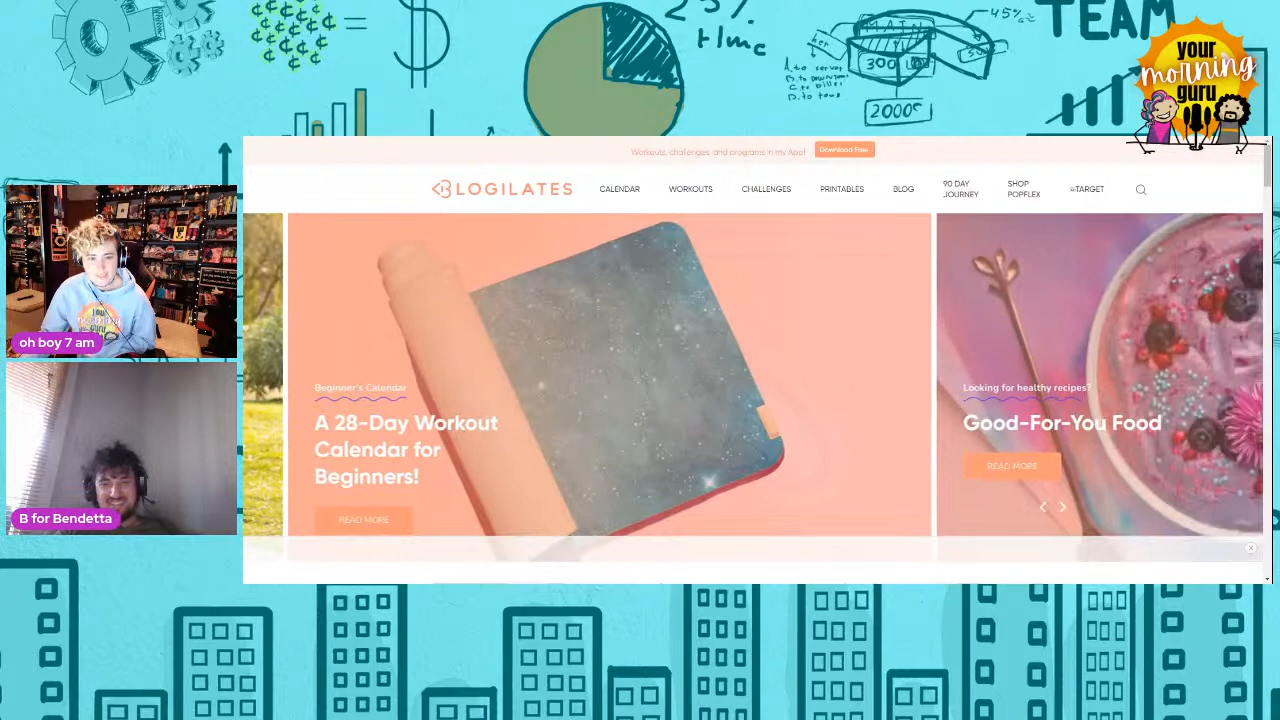 25%
time
45%
TEAM
300
2000$
your
morning
guru
Workouts, challenges, and programs in my App!
Download Free
BLOGILATES
CALENDAR
WORKOUTS
CHALLENGES
PRINTABLES
BLOG
90 DAY
JOURNEY
SHOP
POPFLEX
TARGET
Beginner's Calendar
A 28-Day Workout
Calendar for
Beginners!
READ MORE
Looking for healthy recipes?
Good-For-You Food
READ MORE
oh boy 7 am
B for Bendetta